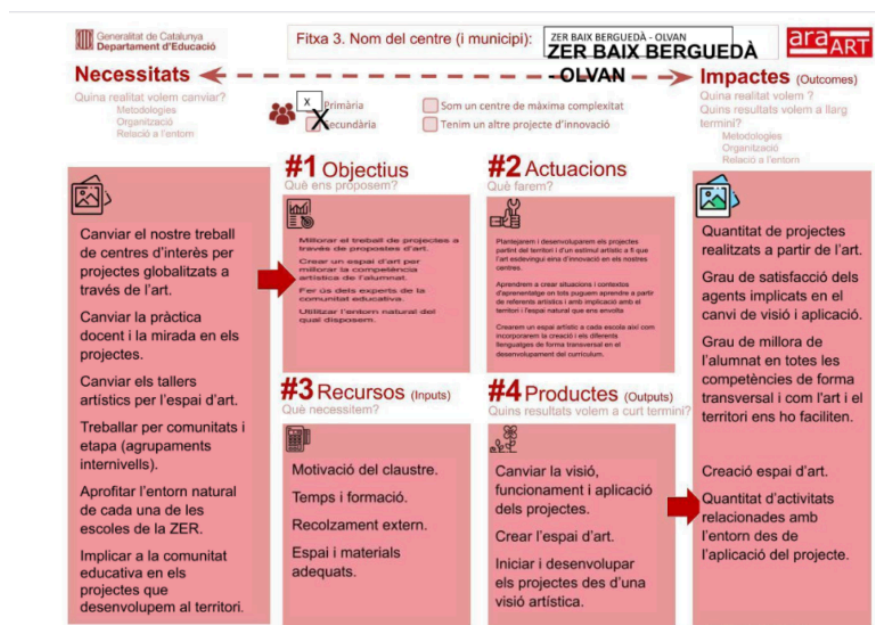 Generalitat de Catalunya
Departament d'Educació
Fitxa 3. Nom del centre (i municipi):
ZER BAIX BERGUEDÀ - OLVAN
ZER BAIX BERGUEDÀ
- OLVAN
ara
ART
Necessitats
Quina realitat volem canviar?
Metodologies
Organització
Relació a l'entorn
X Primària
X Secundària
Som un centre de màxima complexitat
Tenim un altre projecte d'innovació
Impactes (Outcomes)
Quina realitat volem ?
Quins resultats volem a llarg
termini?
Metodologies
Organització
Relació a l'entorn
Canviar el nostre treball
de centres d'interès per
projectes globalitzats a
través de l'art.
Canviar la pràctica
docent i la mirada en els
projectes.
Canviar els tallers
artístics per l'espai d'art.
Treballar per comunitats i
etapa (agrupaments
internivells).
Aprofitar l'entorn natural
de cada una de les
escoles de la ZER.
Implicar a la comunitat
educativa en els
projectes que
desenvolupem al territori.
#1 Objectius
Què ens proposem?
Millorar el treball de projectes a
través de propostes d'art.
Crear un espai d'art per
millorar la competència
artística de l'alumnat.
Fer ús dels experts de la
comunitat educativa.
Utilitzar l'entorn natural del
qual disposem.
#2 Actuacions
Què farem?
Plantejarem i desenvoluparem els projectes
partint del territori i d'un estímul artístic a fi que
l'art esdevingui eina d'innovació en els nostres
centres.
Aprendrem a crear situacions i contextos
d'aprenentatge on tots puguem aprendre a partir
de referents artístics i amb implicació amb el
territori i l'espai natural que ens envolta
Crearem un espai artístic a cada escola així com
incorporarem la creació i els diferents
llenguatges de forma transversal en el
desenvolupament del currículum.
#3 Recursos (Inputs)
Què necessitem?
Motivació del claustre.
Temps i formació.
Recolzament extern.
Espai i materials
adequats.
#4 Productes (Outputs)
Quins resultats volem a curt termini?
Canviar la visió,
funcionament i aplicació
dels projectes.
Crear l'espai d'art.
Iniciar i desenvolupar
els projectes des d'una
visió artística.
Quantitat de projectes
realitzats a partir de l'art.
Grau de satisfacció dels
agents implicats en el
canvi de visió i aplicació.
Grau de millora de
l'alumnat en totes les
competències de forma
transversal i com l'art i el
territori ens ho faciliten.
Creació espai d'art.
Quantitat d'activitats
relacionades amb
l'entorn des de
l'aplicació del projecte.